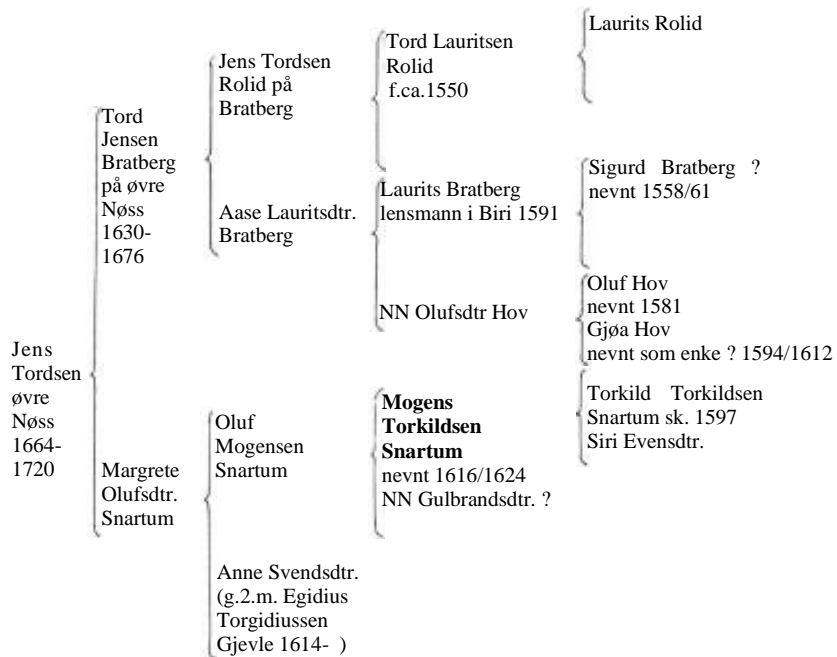 Jens
Tordsen
øvre
Nøss
1664-
1720
Tord
Jensen
Bratberg
på øvre
Nøss
1630-
1676
Margrete
Olufsdtr.
Snartum
Jens Tordsen
Rolid på
Bratberg
Aase Lauritsdtr.
Bratberg
Oluf
Mogensen
Snartum
Anne Svendsdtr.
(g.2.m. Egidius
Torgidiussen
Gjevle 1614- )
Tord Lauritsen
Rolid
f.ca.1550
Laurits Bratberg
lensmann i Biri 1591
NN Olufsdtr Hov
Mogens
Torkildsen
Snartum
nevnt 1616/1624
NN Gulbrandsdtr. ?
Laurits Rolid
Sigurd Bratberg ?
nevnt 1558/61
Oluf Hov
nevnt 1581
Gjøa Hov
nevnt som enke ? 1594/1612
Torkild Torkildsen
Snartum sk. 1597
Siri Evensdtr.